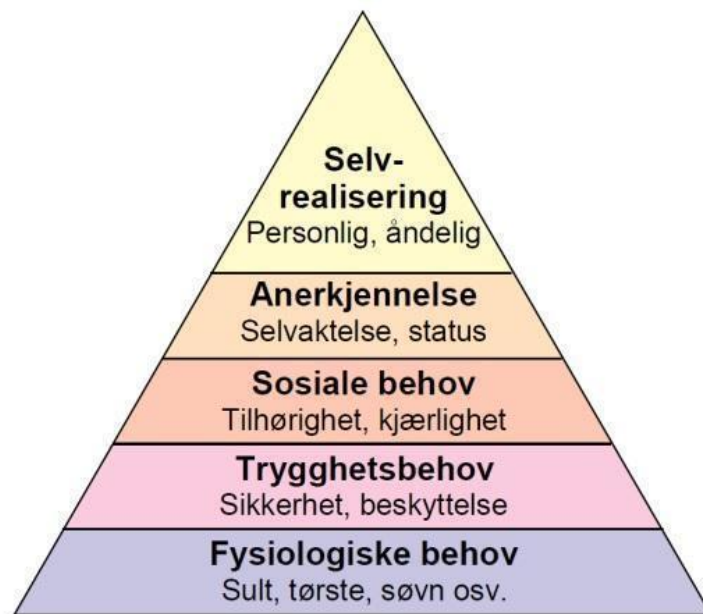 Selv-
realisering
Personlig, åndelig
Anerkjennelse
Selvaktelse, status
Sosiale behov
Tilhørighet, kjærlighet
Trygghetsbehov
Sikkerhet, beskyttelse
Fysiologiske behov
Sult, tørste, søvn osv.